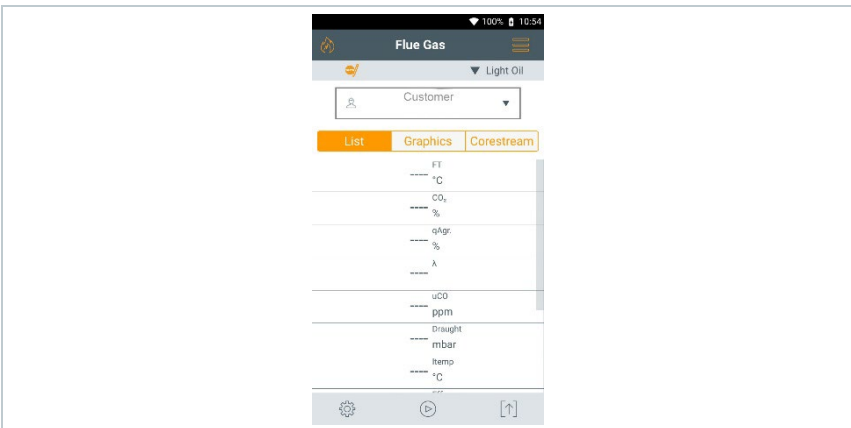 100% 10:54
Flue Gas
Light Oil
Customer
List Graphics Corestream
FT
---- °C
CO₂
---- %
qAgr.
---- %
λ
----
uCO
---- ppm
Draught
---- mbar
Itemp
---- °C